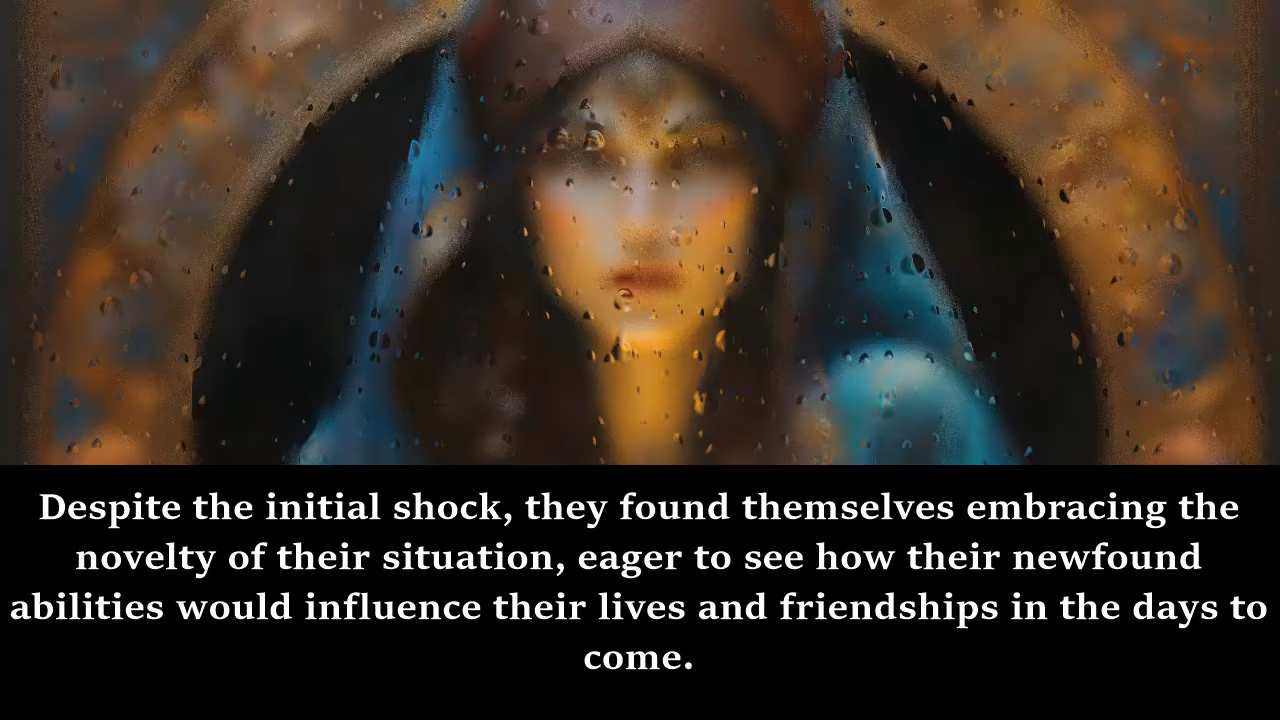 Despite the initial shock, they found themselves embracing the
novelty of their situation, eager to see how their newfound
abilities would influence their lives and friendships in the days to
come.